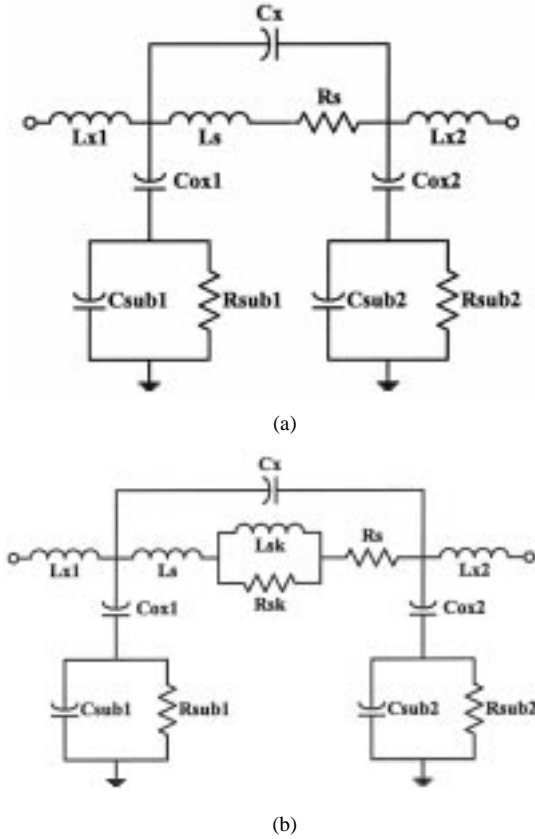 Cx
Rs
Lx1 Ls Lx2
Cox1 Cox2
Csub1 Rsub1 Csub2 Rsub2
(a)
Cx
Lsk Rs
Lx1 Ls Lx2
Rsk
Cox1 Cox2
Csub1 Rsub1 Csub2 Rsub2
(b)